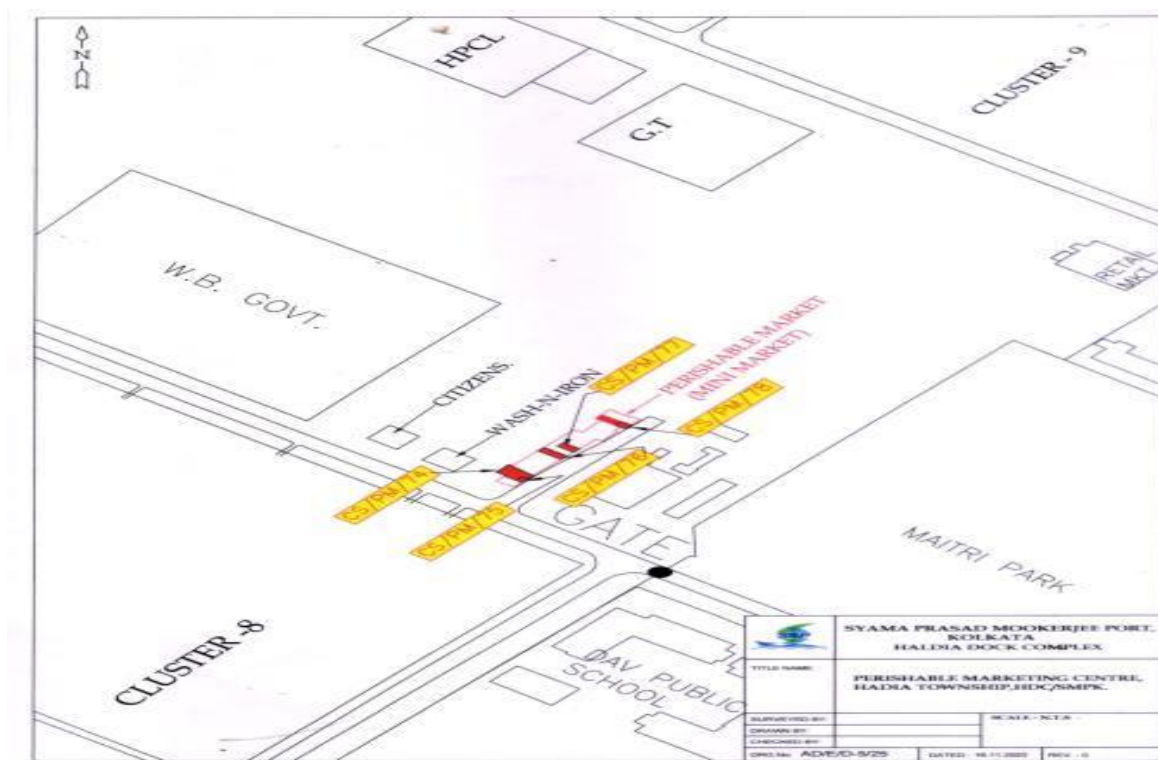 N
HPCL
CLUSTER - 9
G.T
RETAIL
MKT
W.B. GOVT.
PERISHABLE MARKET
(MINI MARKET)
CITIZENS.
WASH-N-IRON
CS/PM/77
CS/PM/78
CS/PM/74
CS/PM/76
CS/PM/75
GATE
MAITRI PARK
CLUSTER -8
DAV PUBLIC
SCHOOL
SYAMA PRASAD MOOKERJEE PORT,
KOLKATA
HALDIA DOCK COMPLEX
TITLE NAME:
PERISHABLE MARKETING CENTRE,
HADIA TOWNSHIP,HDC/SMPK.
SURVEYED BY:
SCALE:- N.T.S
DRAWN BY:
CHECKED BY:
DRG.No: AD/E/D-5/25 DATED:- REV. - 0